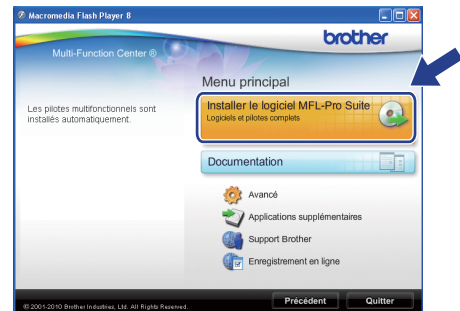 Macromedia Flash Player 8
brother
Multi-Function Center ®
Menu principal
Les pilotes multifonctionnels sont
installés automatiquement.
Installer le logiciel MFL-Pro Suite
Logiciels et pilotes complets
Documentation
Avancé
Applications supplémentaires
Support Brother
Enregistrement en ligne
© 2001-2010 Brother Industries, Ltd. All Rights Reserved.
Précédent
Quitter